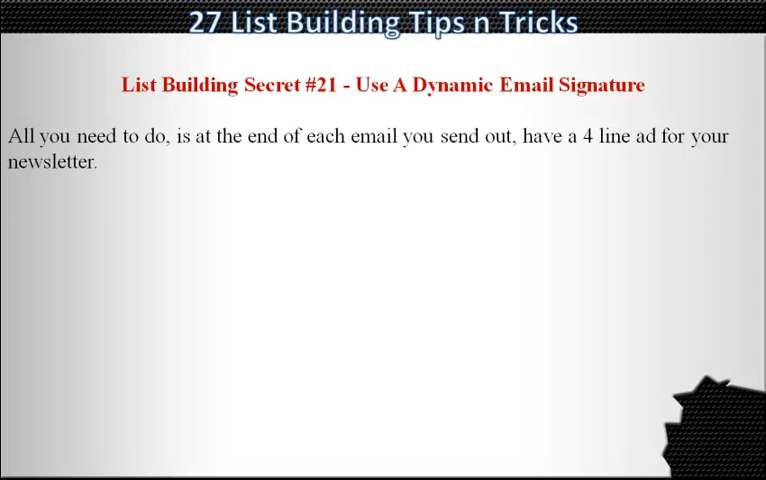 27 List Building Tips n Tricks
List Building Secret #21 - Use A Dynamic Email Signature
All you need to do, is at the end of each email you send out, have a 4 line ad for your
newsletter.